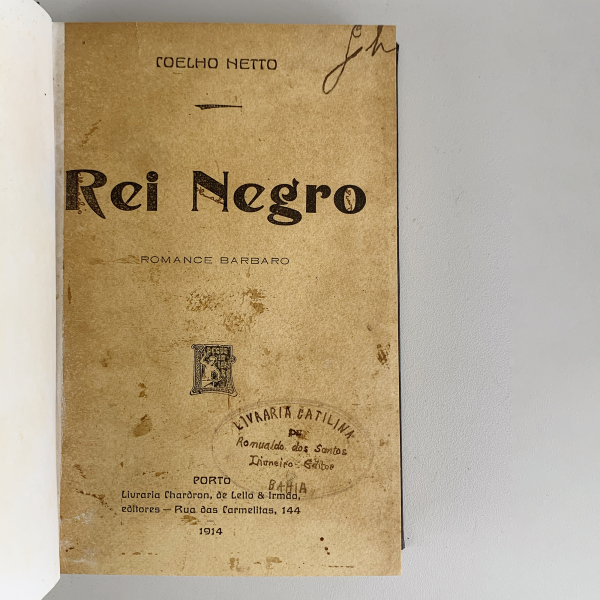 COELHO NETTO
Rei Negro
ROMANCE BARBARO
LIVRARIA CATILINA
DE
Romualdo dos Santos
Livreiro-Editor
BAHIA
PORTO
Livraria Chardron, de Lello & Irmão,
editores — Rua das Carmelitas, 144
1914